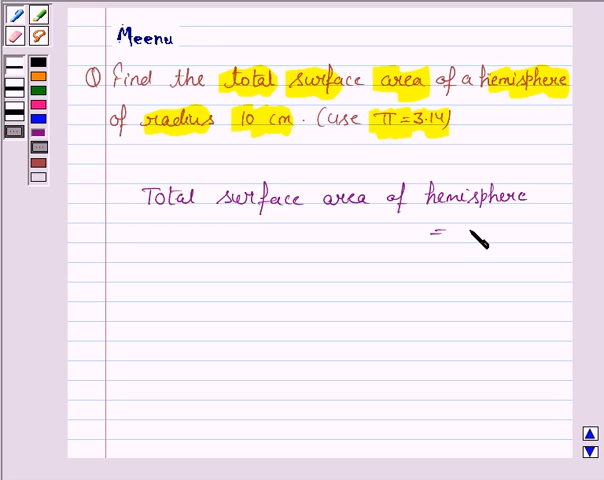 Meenu
① Find the total surface area of a hemisphere
of radius 10 cm. (Use π = 3.14)
Total surface area of hemisphere
=